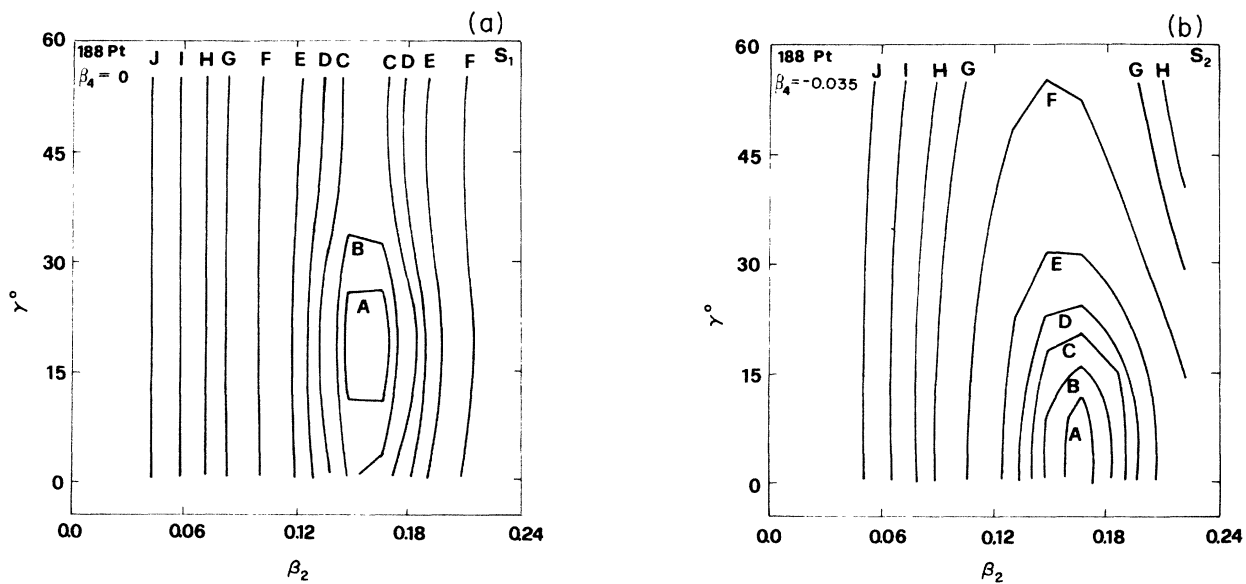 (a)
60
188 Pt
J I H G F E D C C D E F S₁
β₄ = 0
45
30
B
A
γ°
15
0
0.0 0.06 0.12 0.18 0.24
β₂
(b)
60
188 Pt
S₂
J I H G G H
β₄=-0.035
F
45
30
E
γ°
D
C
15
B
A
0
0.0 0.06 0.12 0.18 0.24
β₂